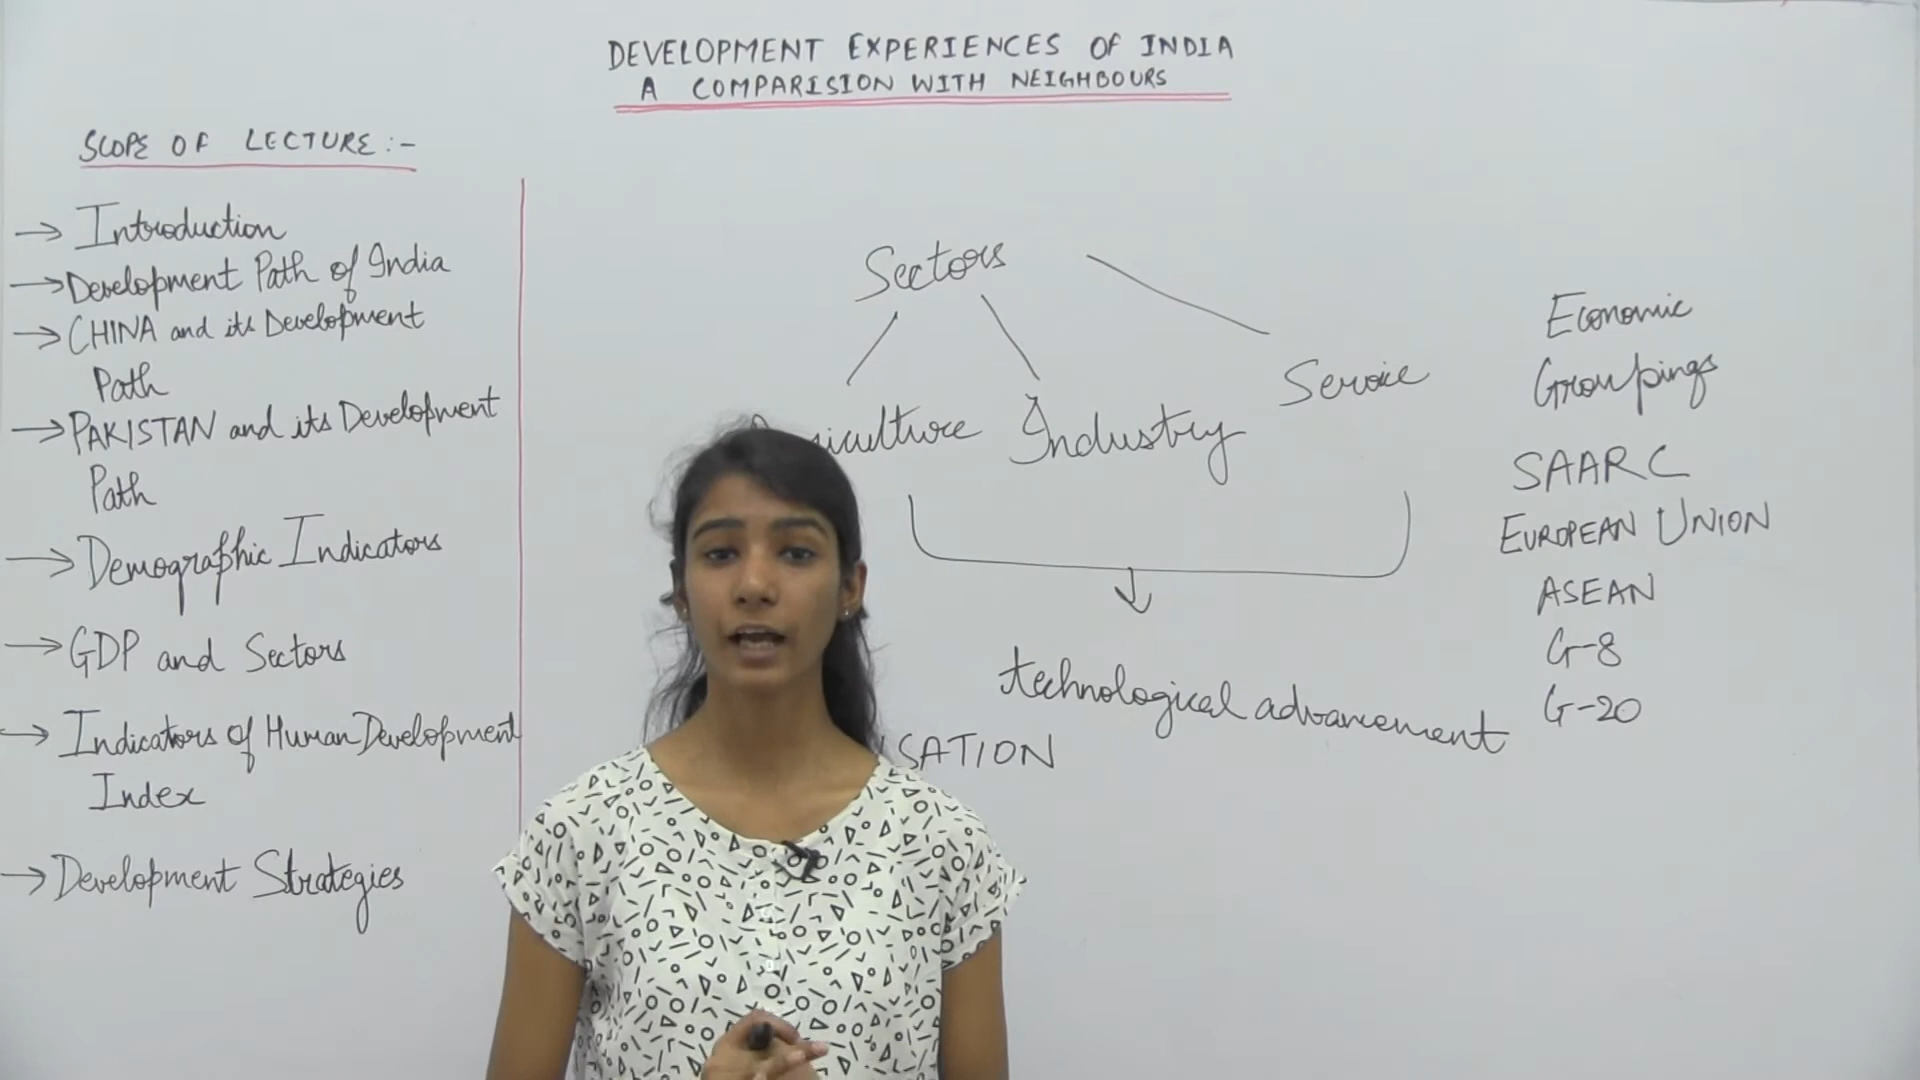 DEVELOPMENT EXPERIENCES OF INDIA
A COMPARISION WITH NEIGHBOURS
SCOPE OF LECTURE :-
→ Introduction
→ Development Path of India
→ CHINA and its Development
Path
→ PAKISTAN and its Development
Path
→ Demographic Indicators
→ GDP and Sectors
→ Indicators of Human Development
Index
→ Development Strategies
Sectors
iculture Industry Service
technological advancement
SATION
Economic
Groupings
SAARC
EUROPEAN UNION
ASEAN
G-8
G-20